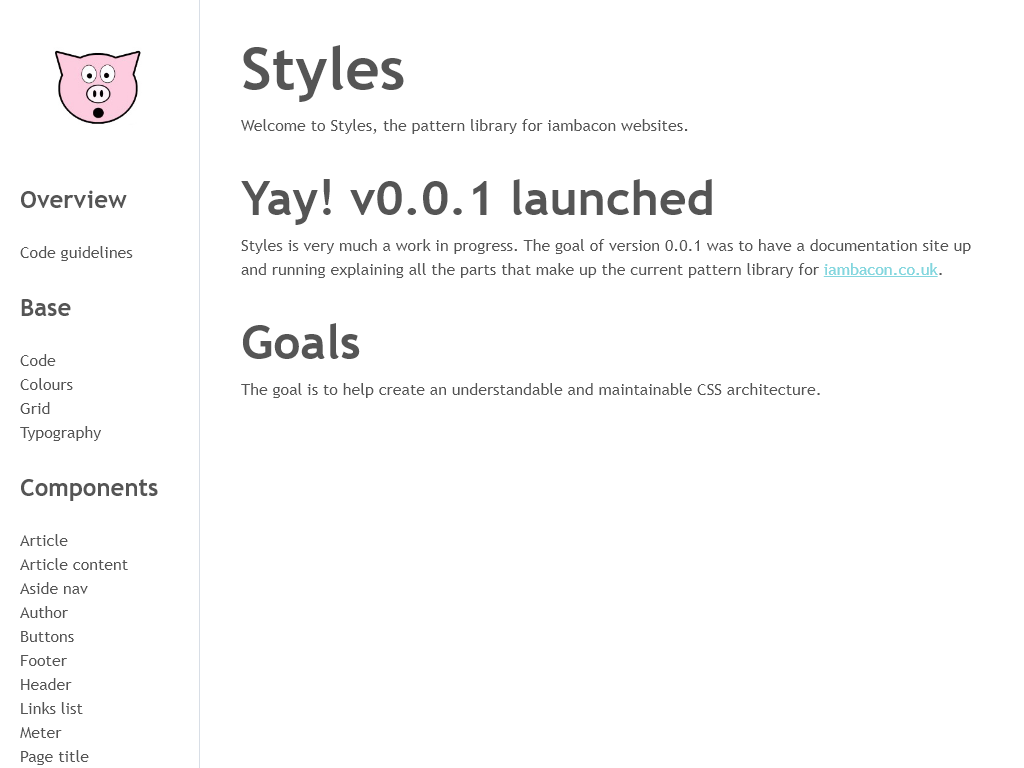 Overview
Code guidelines
Base
Code
Colours
Grid
Typography
Components
Article
Article content
Aside nav
Author
Buttons
Footer
Header
Links list
Meter
Page title
Styles
Welcome to Styles, the pattern library for iambacon websites.
Yay! v0.0.1 launched
Styles is very much a work in progress. The goal of version 0.0.1 was to have a documentation site up
and running explaining all the parts that make up the current pattern library for iambacon.co.uk.
Goals
The goal is to help create an understandable and maintainable CSS architecture.